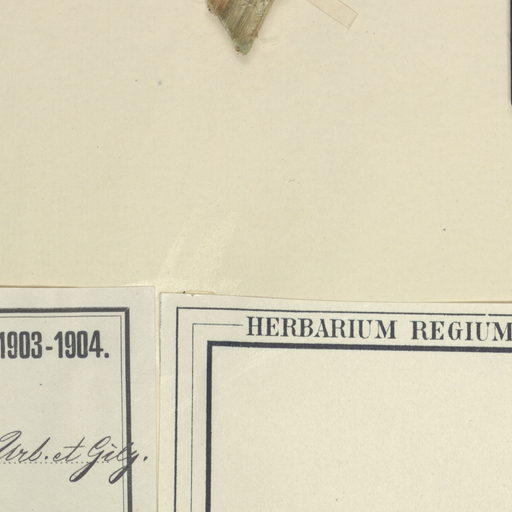 1903-1904.
Urb. et Gilg.
HERBARIUM REGIUM